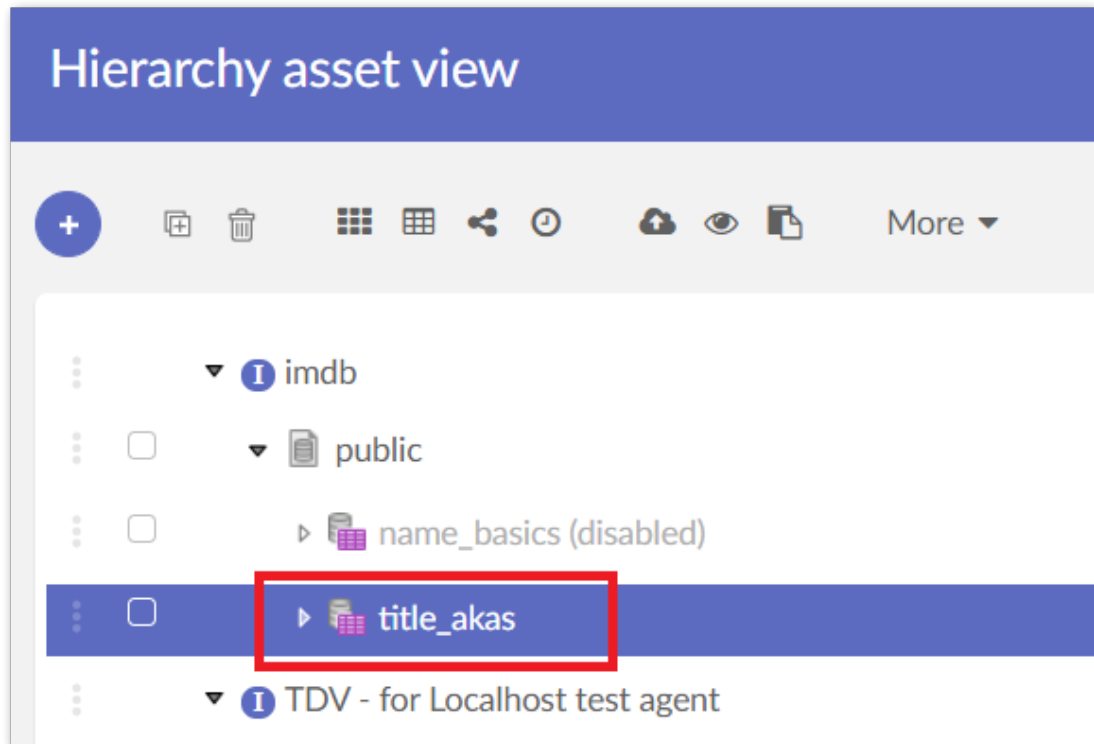 Hierarchy asset view
+ More
I imdb
public
name_basics (disabled)
title_akas
I TDV - for Localhost test agent